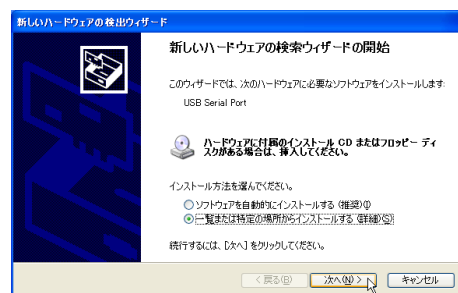 新しいハードウェアの検出ウィザード
新しいハードウェアの検索ウィザードの開始
このウィザードでは、次のハードウェアに必要なソフトウェアをインストールします:
USB Serial Port
ハードウェアに付属のインストール CD またはフロッピー ディ
スクがある場合は、挿入してください。
インストール方法を選んでください。
ソフトウェアを自動的にインストールする (推奨)(I)
一覧または特定の場所からインストールする (詳細)(S)
続行するには、[次へ] をクリックしてください。
< 戻る(B) 次へ(N) > キャンセル